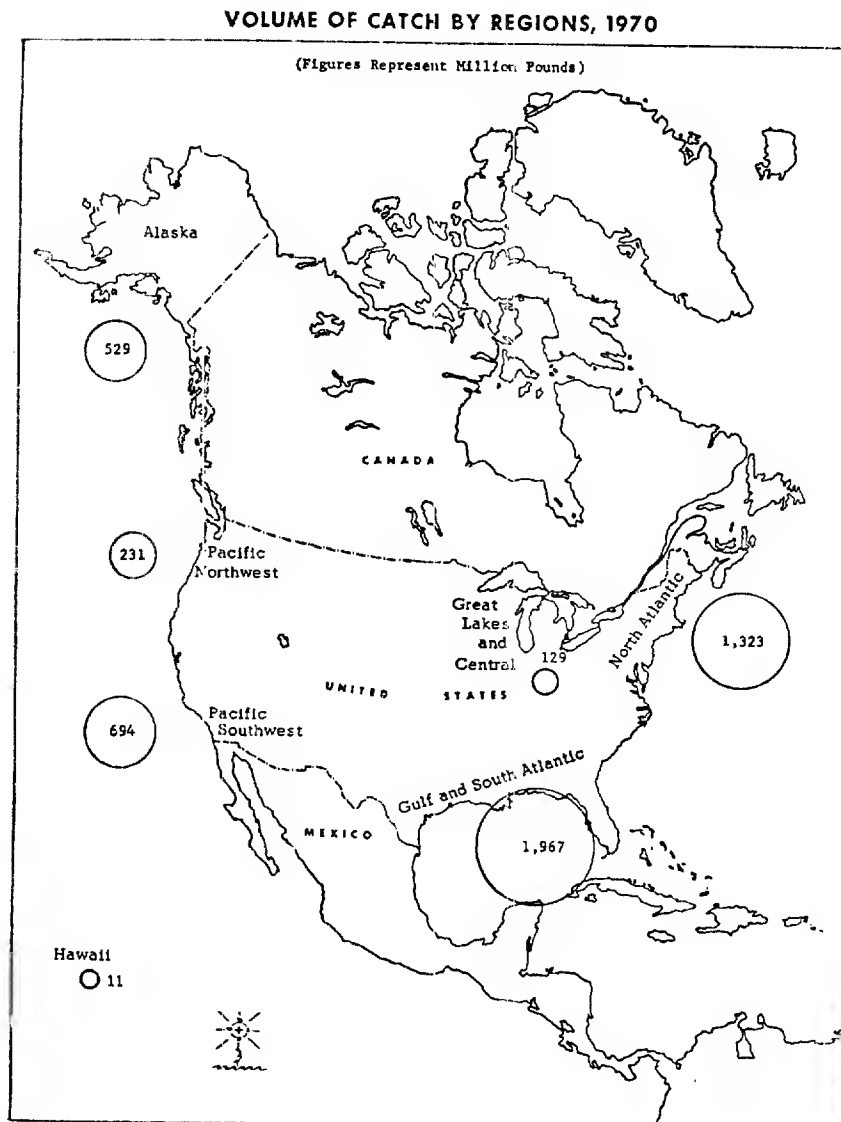 VOLUME OF CATCH BY REGIONS, 1970
(Figures Represent Million Pounds)
Alaska
529
CANADA
231
Pacific
Northwest
Great
Lakes
and
Central
129
North Atlantic
1,323
UNITED STATES
694
Pacific
Southwest
Gulf and South Atlantic
MEXICO
1,967
Hawaii
11